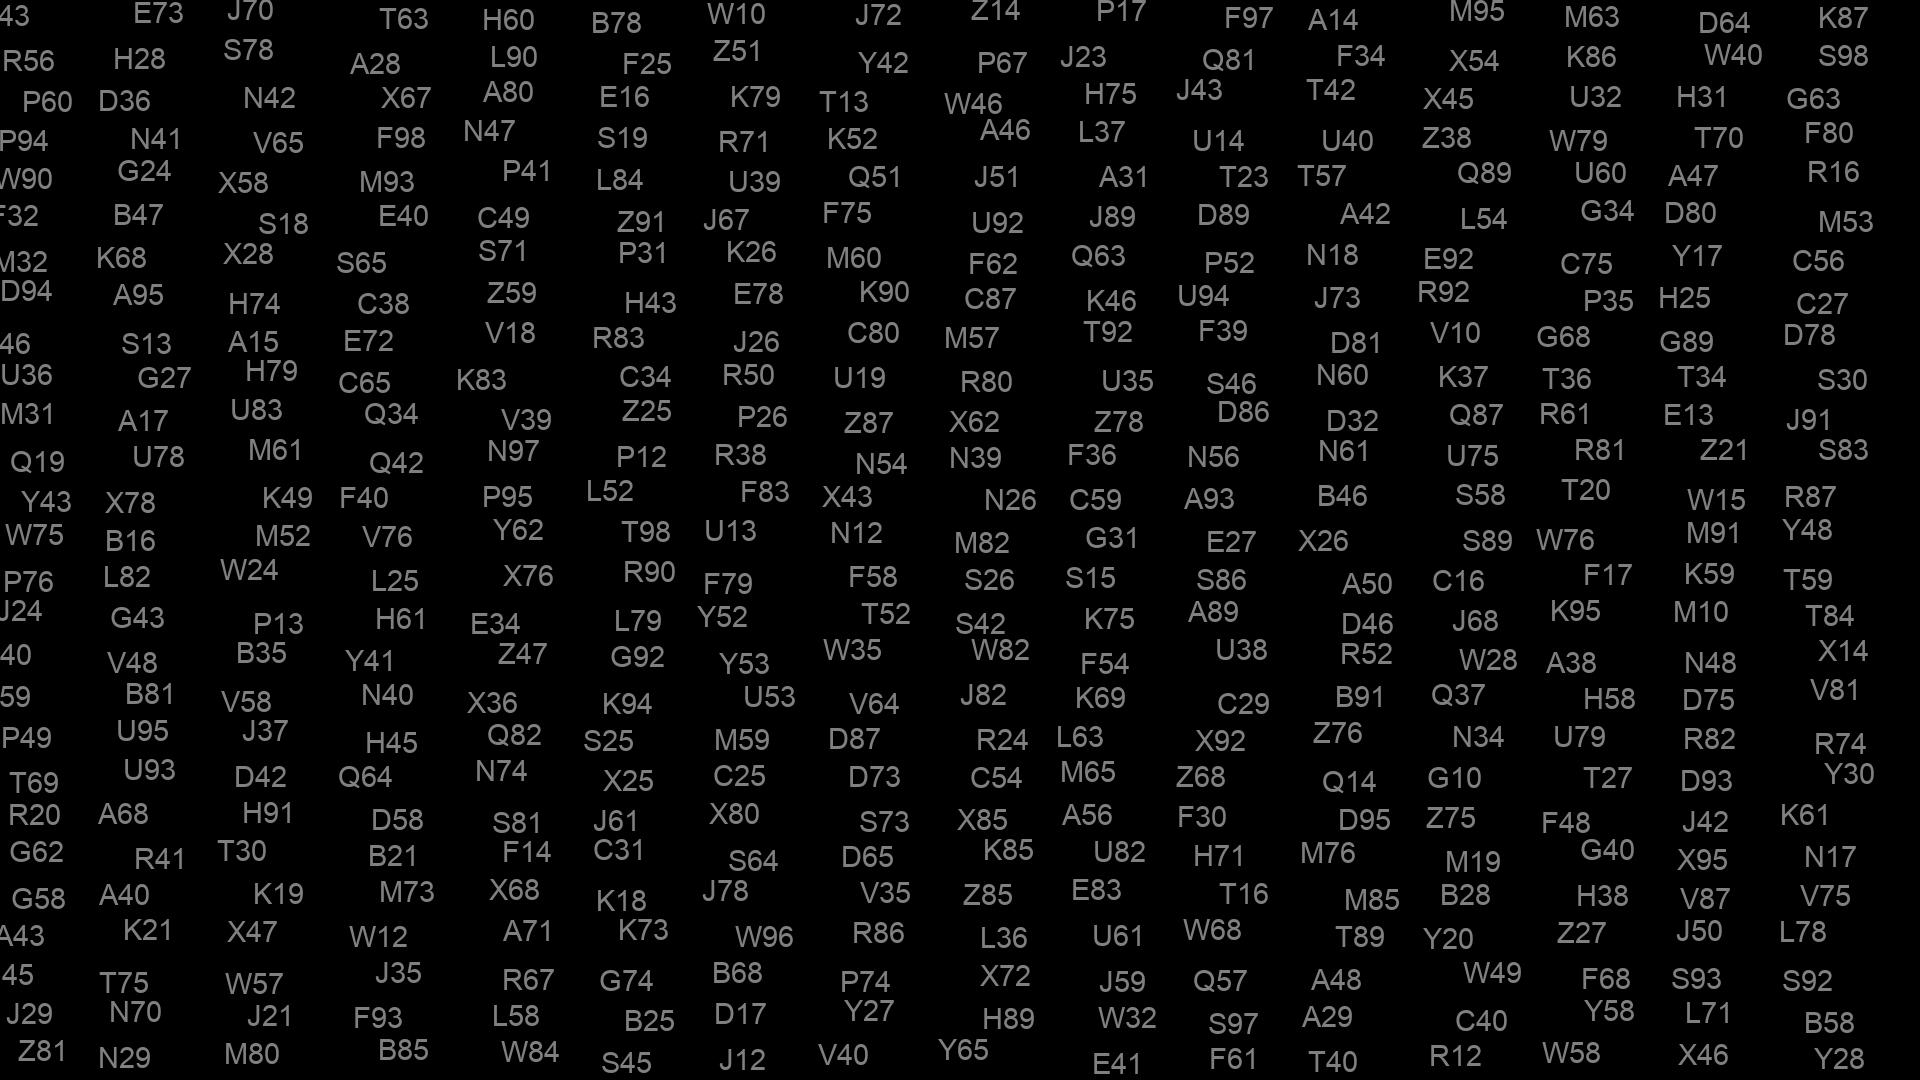 43 E73 J70 T63 H60 B78 W10 J72 Z14 P17 F97 A14 M95 M63 D64 K87
R56 H28 S78 A28 L90 F25 Z51 Y42 P67 J23 Q81 F34 X54 K86 W40 S98
P60 D36 N42 X67 A80 E16 K79 T13 W46 H75 J43 T42 X45 U32 H31 G63
P94 N41 V65 F98 N47 S19 R71 K52 A46 L37 U14 U40 Z38 W79 T70 F80
W90 G24 X58 M93 P41 L84 U39 Q51 J51 A31 T23 T57 Q89 U60 A47 R16
F32 B47 S18 E40 C49 Z91 J67 F75 U92 J89 D89 A42 L54 G34 D80 M53
M32 K68 X28 S65 S71 P31 K26 M60 F62 Q63 P52 N18 E92 C75 Y17 C56
D94 A95 H74 C38 Z59 H43 E78 K90 C87 K46 U94 J73 R92 P35 H25 C27
46 S13 A15 E72 V18 R83 J26 C80 M57 T92 F39 D81 V10 G68 G89 D78
U36 G27 H79 C65 K83 C34 R50 U19 R80 U35 S46 N60 K37 T36 T34 S30
M31 A17 U83 Q34 V39 Z25 P26 Z87 X62 Z78 D86 D32 Q87 R61 E13 J91
Q19 U78 M61 Q42 N97 P12 R38 N54 N39 F36 N56 N61 U75 R81 Z21 S83
Y43 X78 K49 F40 P95 L52 F83 X43 N26 C59 A93 B46 S58 T20 W15 R87
W75 B16 M52 V76 Y62 T98 U13 N12 M82 G31 E27 X26 S89 W76 M91 Y48
P76 L82 W24 L25 X76 R90 F79 F58 S26 S15 S86 A50 C16 F17 K59 T59
J24 G43 P13 H61 E34 L79 Y52 T52 S42 K75 A89 D46 J68 K95 M10 T84
40 V48 B35 Y41 Z47 G92 Y53 W35 W82 F54 U38 R52 W28 A38 N48 X14
59 B81 V58 N40 X36 K94 U53 V64 J82 K69 C29 B91 Q37 H58 D75 V81
P49 U95 J37 H45 Q82 S25 M59 D87 R24 L63 X92 Z76 N34 U79 R82 R74
T69 U93 D42 Q64 N74 X25 C25 D73 C54 M65 Z68 Q14 G10 T27 D93 Y30
R20 A68 H91 D58 S81 J61 X80 S73 X85 A56 F30 D95 Z75 F48 J42 K61
G62 R41 T30 B21 F14 C31 S64 D65 K85 U82 H71 M76 M19 G40 X95 N17
G58 A40 K19 M73 X68 K18 J78 V35 Z85 E83 T16 M85 B28 H38 V87 V75
A43 K21 X47 W12 A71 K73 W96 R86 L36 U61 W68 T89 Y20 Z27 J50 L78
45 T75 W57 J35 R67 G74 B68 P74 X72 J59 Q57 A48 W49 F68 S93 S92
J29 N70 J21 F93 L58 B25 D17 Y27 H89 W32 S97 A29 C40 Y58 L71 B58
Z81 N29 M80 B85 W84 S45 J12 V40 Y65 E41 F61 T40 R12 W58 X46 Y28